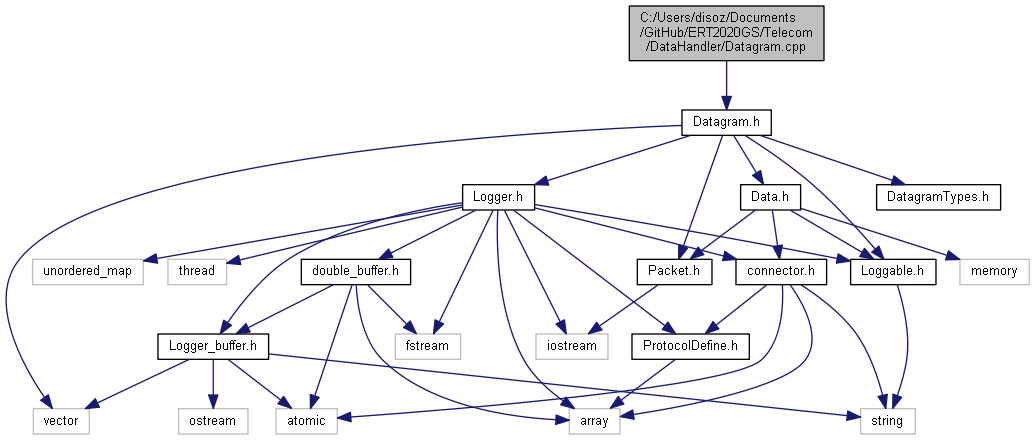 C:/Users/disoz/Documents
/GitHub/ERT2020GS/Telecom
/DataHandler/Datagram.cpp
Datagram.h
Logger.h
Data.h
DatagramTypes.h
unordered_map
thread
double_buffer.h
Packet.h
connector.h
Loggable.h
memory
Logger_buffer.h
fstream
iostream
ProtocolDefine.h
vector
ostream
atomic
array
string